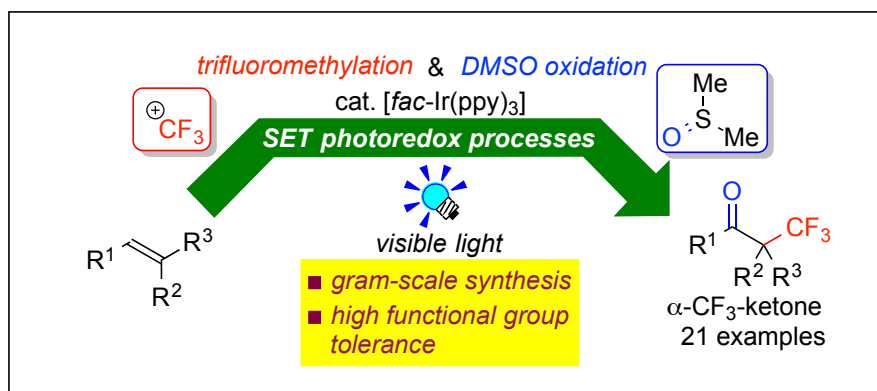 trifluoromethylation & DMSO oxidation
cat. [fac-Ir(ppy)₃]
SET photoredox processes
⊕
CF₃
Me
S
O
Me
visible light
■ gram-scale synthesis
■ high functional group
tolerance
R¹
R³
R²
O
R¹
CF₃
R² R³
α-CF₃-ketone
21 examples